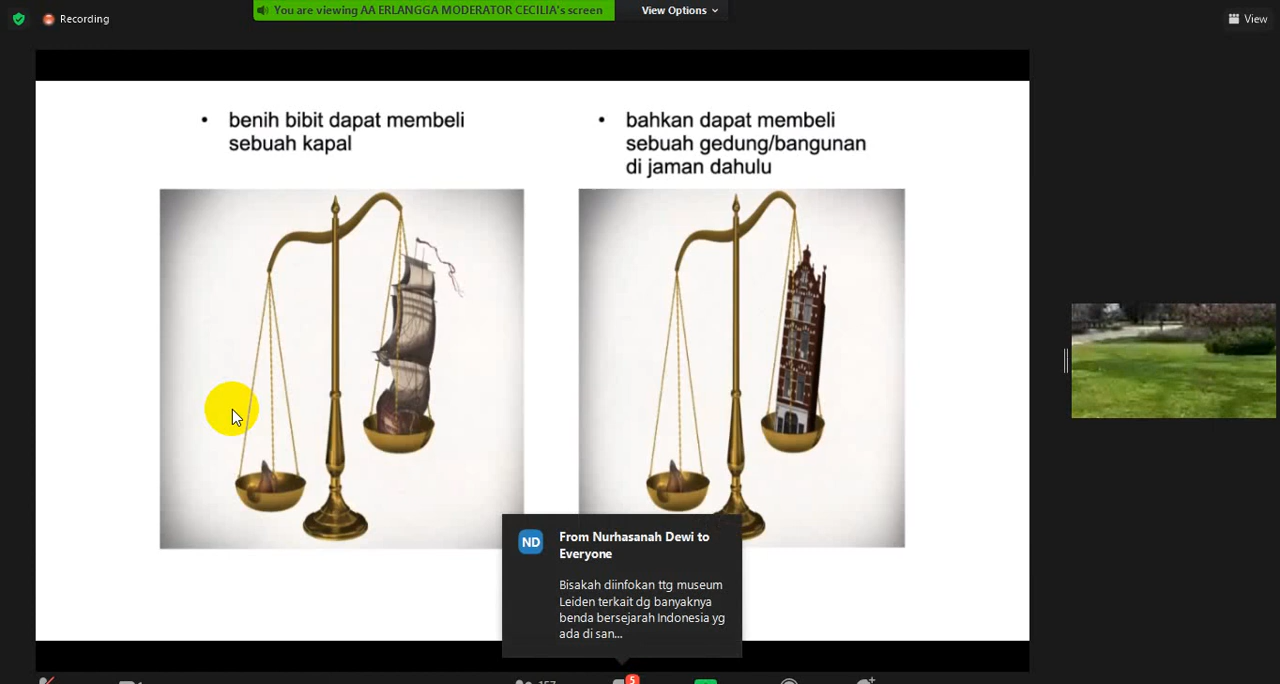 Recording
You are viewing AA ERLANGGA MODERATOR CECILIA's screen
View Options
View
• benih bibit dapat membeli
sebuah kapal
• bahkan dapat membeli
sebuah gedung/bangunan
di jaman dahulu
ND
From Nurhasanah Dewi to
Everyone
Bisakah diinfokan ttg museum
Leiden terkait dg banyaknya
benda bersejarah Indonesia yg
ada di san...
5